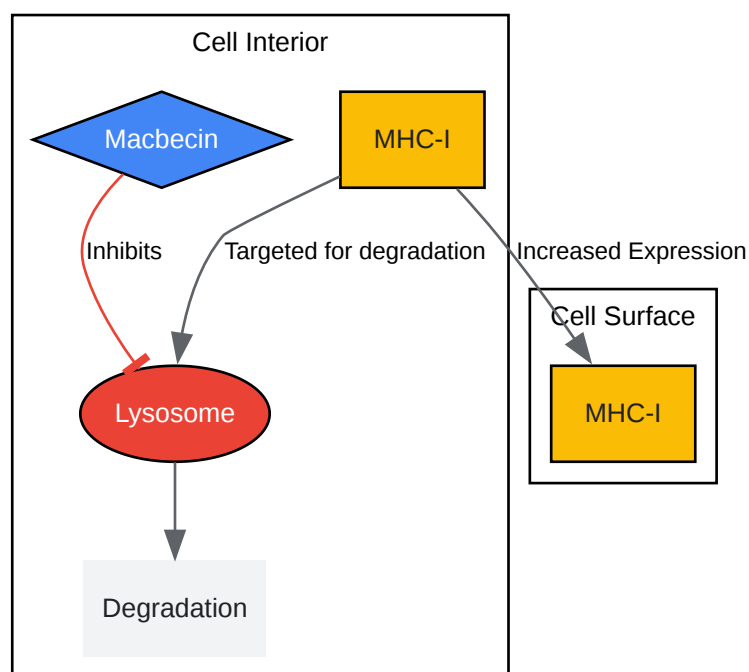 Cell Interior
Macbecin
MHC-I
Inhibits
Targeted for degradation
Increased Expression
Cell Surface
Lysosome
MHC-I
Degradation